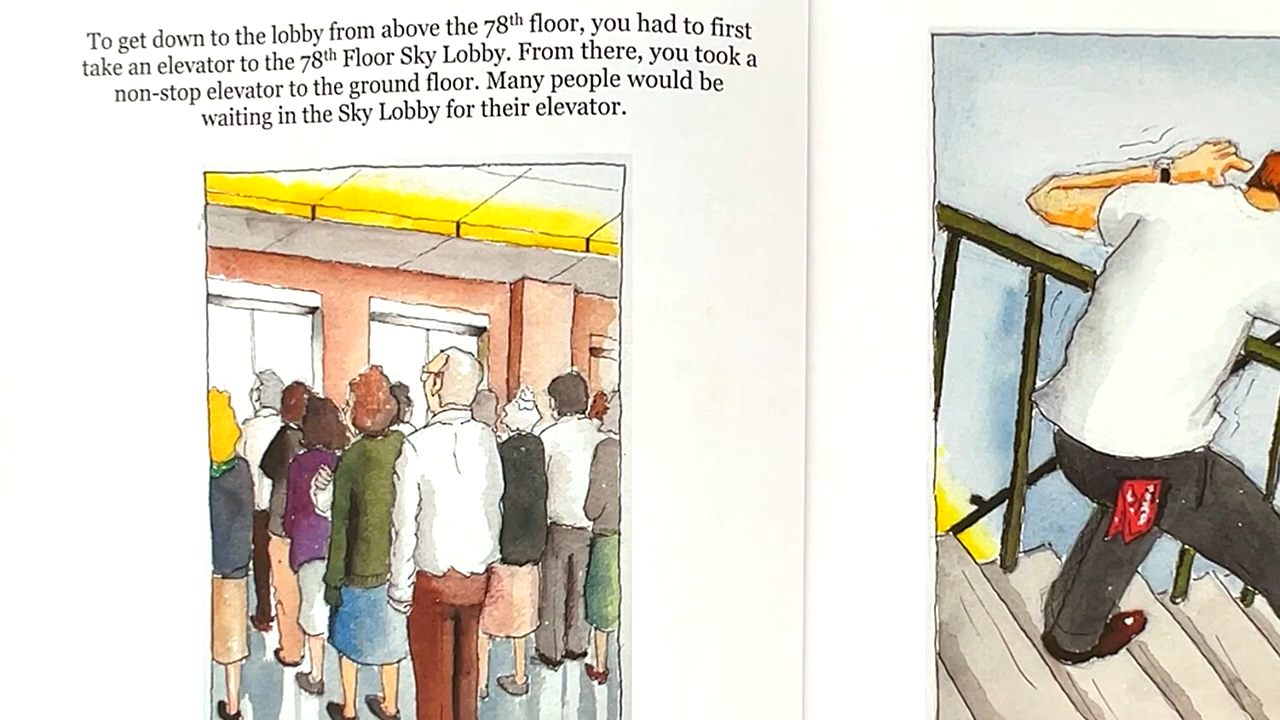 To get down to the lobby from above the 78th floor, you had to first
take an elevator to the 78th Floor Sky Lobby. From there, you took a
non-stop elevator to the ground floor. Many people would be
waiting in the Sky Lobby for their elevator.